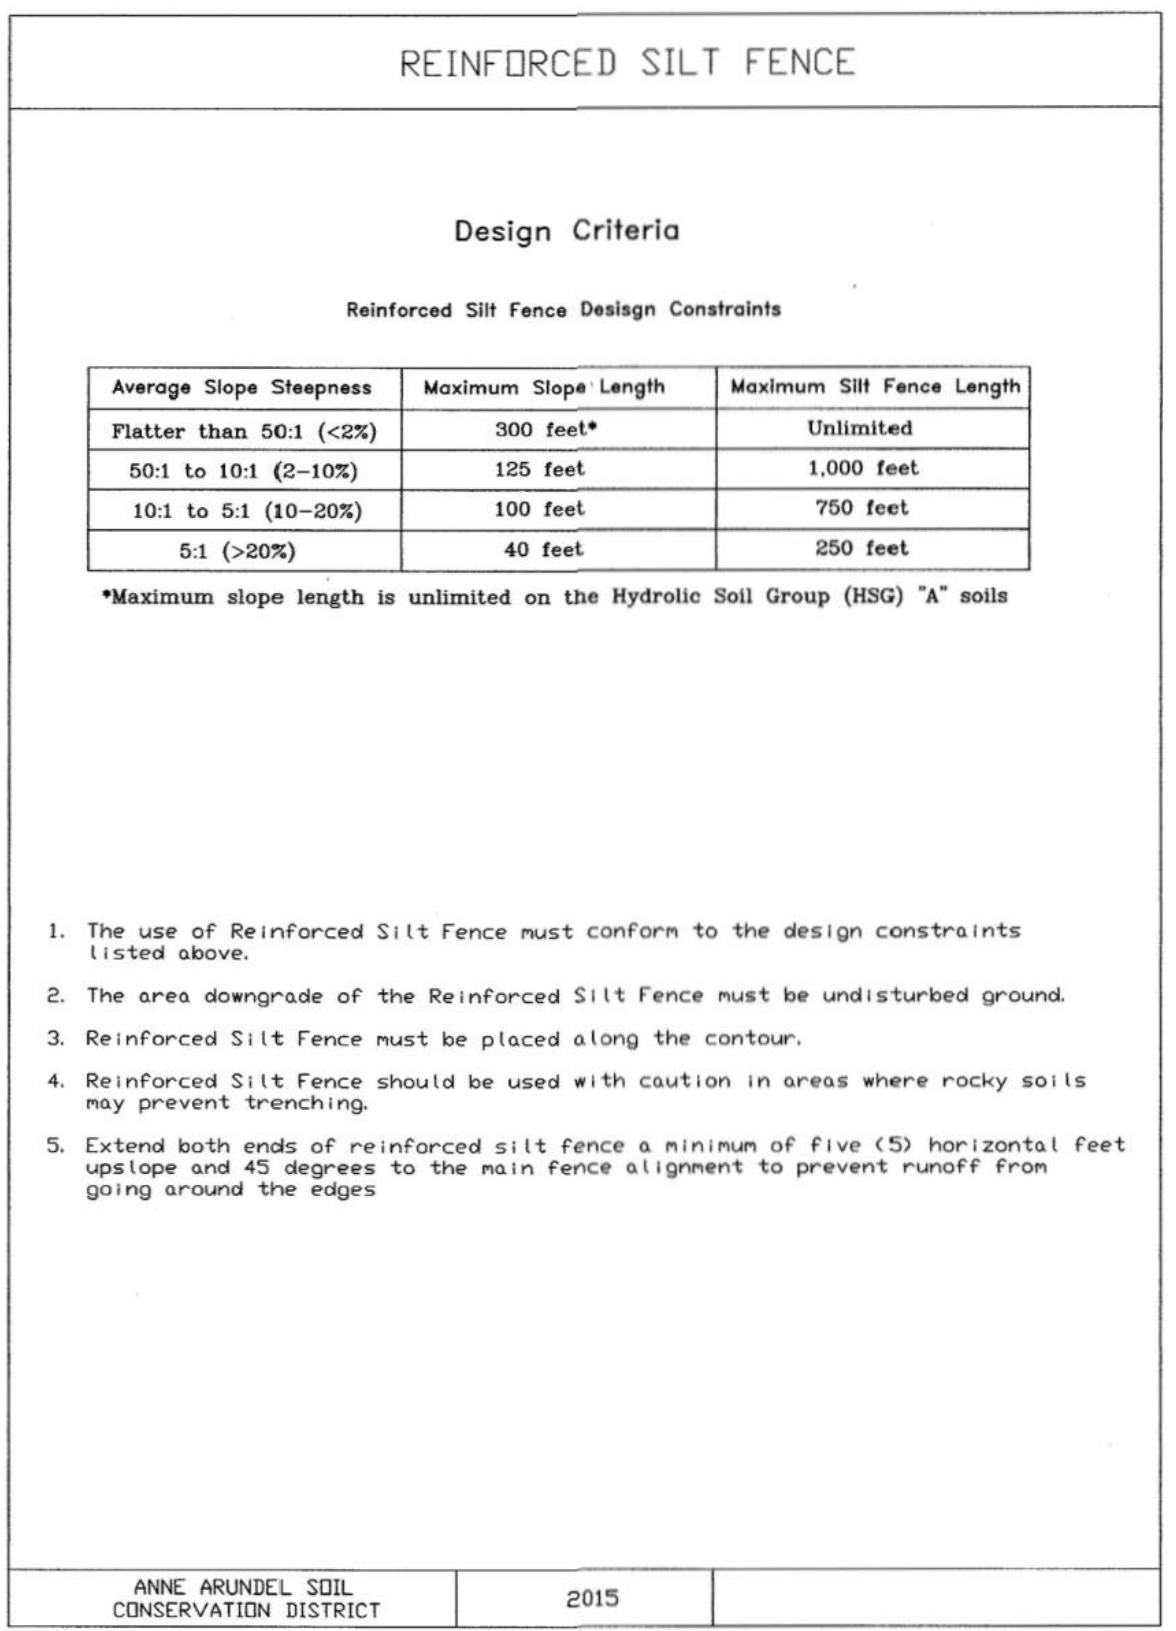 REINFORCED SILT FENCE
Design Criteria
Reinforced Silt Fence Desisgn Constraints
Average Slope Steepness Maximum Slope Length Maximum Silt Fence Length
Flatter than 50:1 (<2%) 300 feet* Unlimited
50:1 to 10:1 (2-10%) 125 feet 1,000 feet
10:1 to 5:1 (10-20%) 100 feet 750 feet
5:1 (>20%) 40 feet 250 feet
*Maximum slope length is unlimited on the Hydrolic Soil Group (HSG) "A" soils
1. The use of Reinforced Silt Fence must conform to the design constraints
listed above.
2. The area downgrade of the Reinforced Silt Fence must be undisturbed ground.
3. Reinforced Silt Fence must be placed along the contour.
4. Reinforced Silt Fence should be used with caution in areas where rocky soils
may prevent trenching.
5. Extend both ends of reinforced silt fence a minimum of five (5) horizontal feet
upslope and 45 degrees to the main fence alignment to prevent runoff from
going around the edges
ANNE ARUNDEL SOIL
CONSERVATION DISTRICT
2015